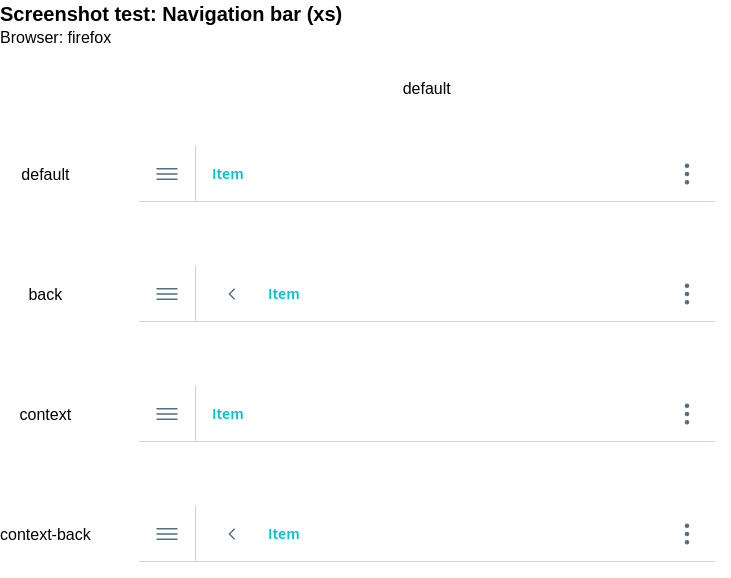 Screenshot test: Navigation bar (xs)
Browser: firefox
default
default Item
back Item
context Item
context-back Item